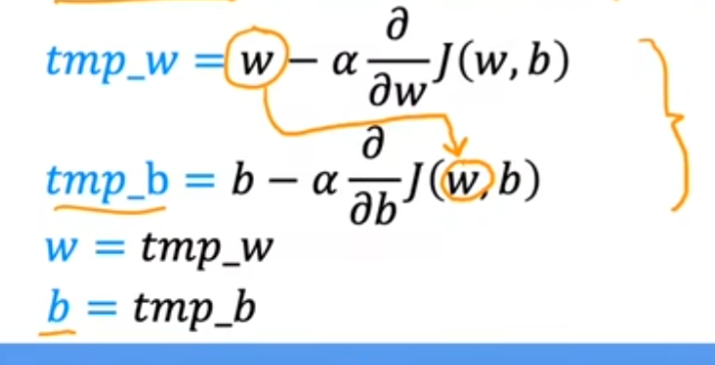 tmp_w = w − α ∂/∂w J(w, b)
tmp_b = b − α ∂/∂b J(w, b)
w = tmp_w
b = tmp_b